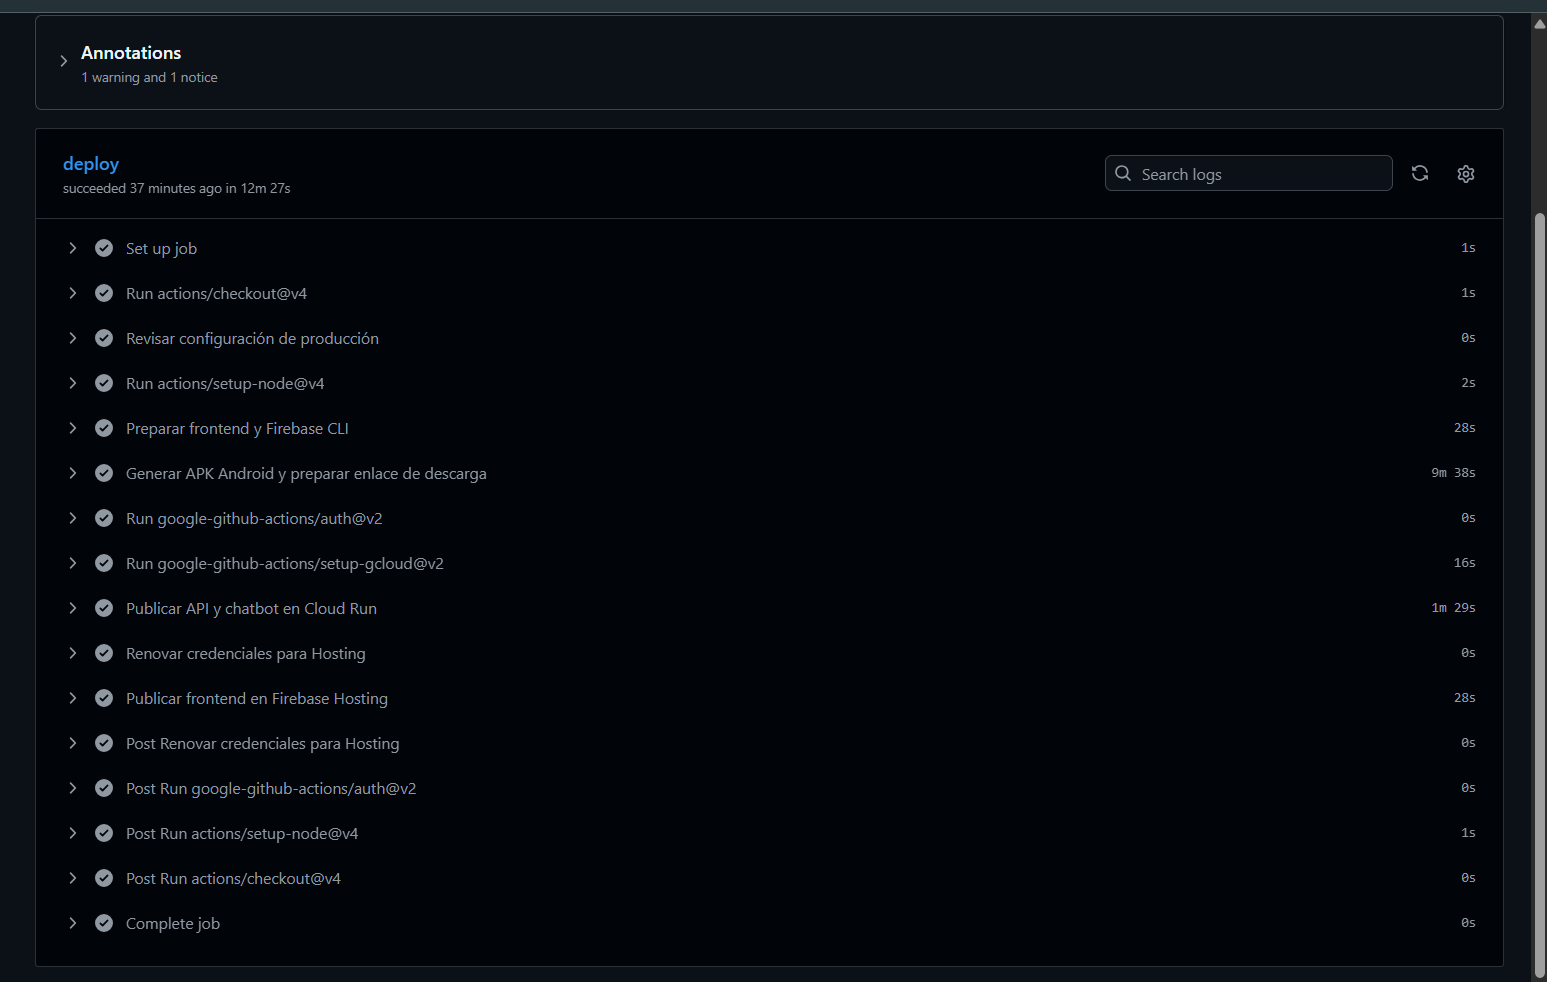 Annotations
1 warning and 1 notice
deploy
succeeded 37 minutes ago in 12m 27s
Search logs
Set up job 1s
Run actions/checkout@v4 1s
Revisar configuración de producción 0s
Run actions/setup-node@v4 2s
Preparar frontend y Firebase CLI 28s
Generar APK Android y preparar enlace de descarga 9m 38s
Run google-github-actions/auth@v2 0s
Run google-github-actions/setup-gcloud@v2 16s
Publicar API y chatbot en Cloud Run 1m 29s
Renovar credenciales para Hosting 0s
Publicar frontend en Firebase Hosting 28s
Post Renovar credenciales para Hosting 0s
Post Run google-github-actions/auth@v2 0s
Post Run actions/setup-node@v4 1s
Post Run actions/checkout@v4 0s
Complete job 0s